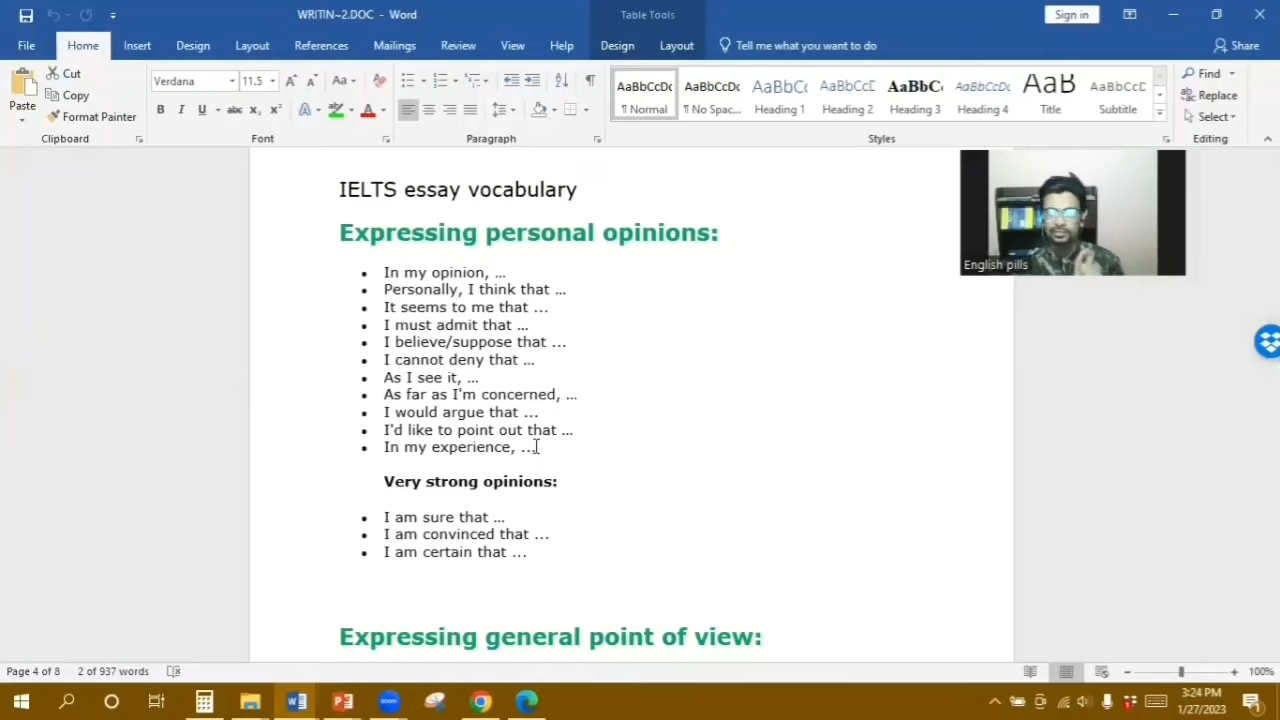 WRITIN~2.DOC - Word
Table Tools
Sign in
File Home Insert Design Layout References Mailings Review View Help Design Layout Tell me what you want to do Share
Paste
Cut
Copy
Format Painter
Clipboard
Verdana 11.5
Font
Paragraph
AaBbCcDc AaBbCcDc AaBbC( AaBbCcE AaBbC( AaBbCcDc AaB AaBbCcE
¶ Normal ¶ No Spac... Heading 1 Heading 2 Heading 3 Heading 4 Title Subtitle
Styles
Find
Replace
Select
Editing
IELTS essay vocabulary
Expressing personal opinions:
• In my opinion, ...
• Personally, I think that ...
• It seems to me that ...
• I must admit that ...
• I believe/suppose that ...
• I cannot deny that ...
• As I see it, ...
• As far as I'm concerned, ...
• I would argue that ...
• I'd like to point out that ...
• In my experience, ...
Very strong opinions:
• I am sure that ...
• I am convinced that ...
• I am certain that ...
Expressing general point of view:
English pills
Page 4 of 8 2 of 937 words
100%
3:24 PM
1/27/2023